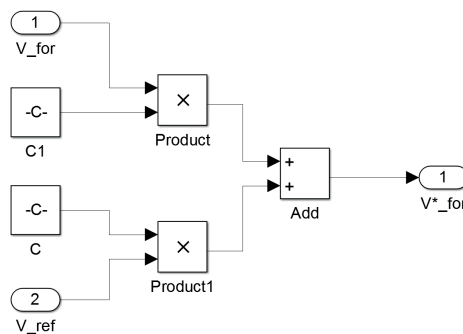 1
V_for
-C-
C1
×
Product
+
+
Add
1
V*_for
-C-
C
×
Product1
2
V_ref